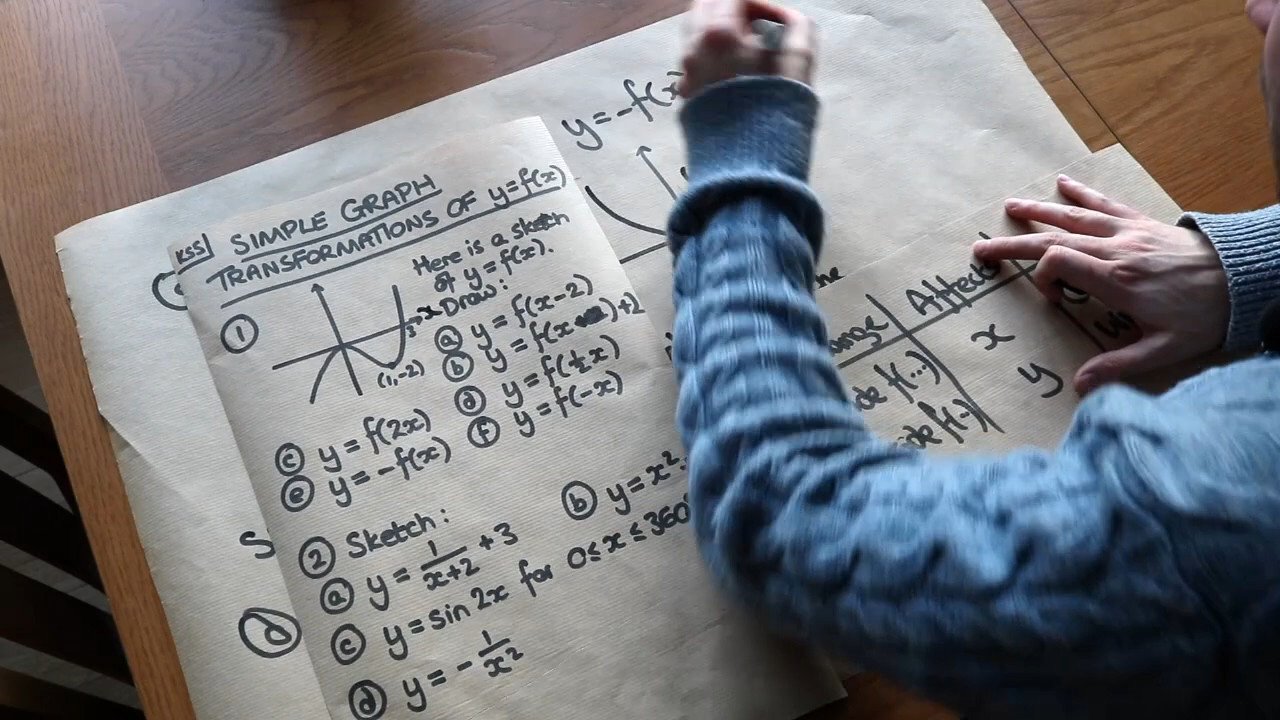 KS5
SIMPLE GRAPH
TRANSFORMATIONS OF y=f(x)
① Here is a sketch
of y = f(x).
Draw:
x
3
(1,-2)
ⓐ y = f(x-2)
ⓑ y = f(x)+2
ⓒ y = f(2x)
ⓓ y = f(½x)
ⓔ y = -f(x)
ⓕ y = f(-x)
② Sketch:
ⓐ y = 1/(x+2) + 3
ⓑ y = x²
ⓒ y = sin 2x for 0 ≤ x ≤ 360
ⓓ y = - 1/x²
S
ⓓ
y = -f(x
Affects
f(...) x
f(-) y